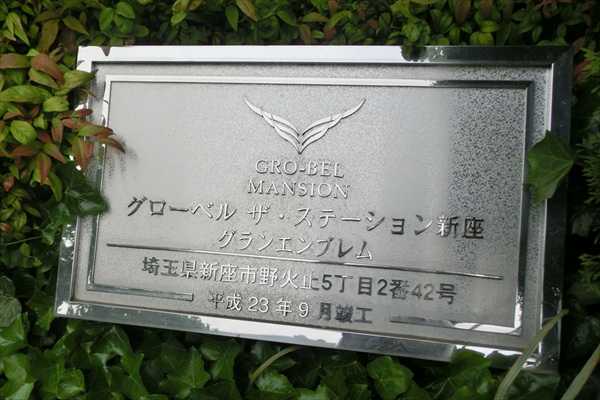 GRO-BEL
MANSION
グローベル ザ・ステーション新座
グランエンブレム
埼玉県新座市野火止5丁目2番42号
平成23年9月竣工